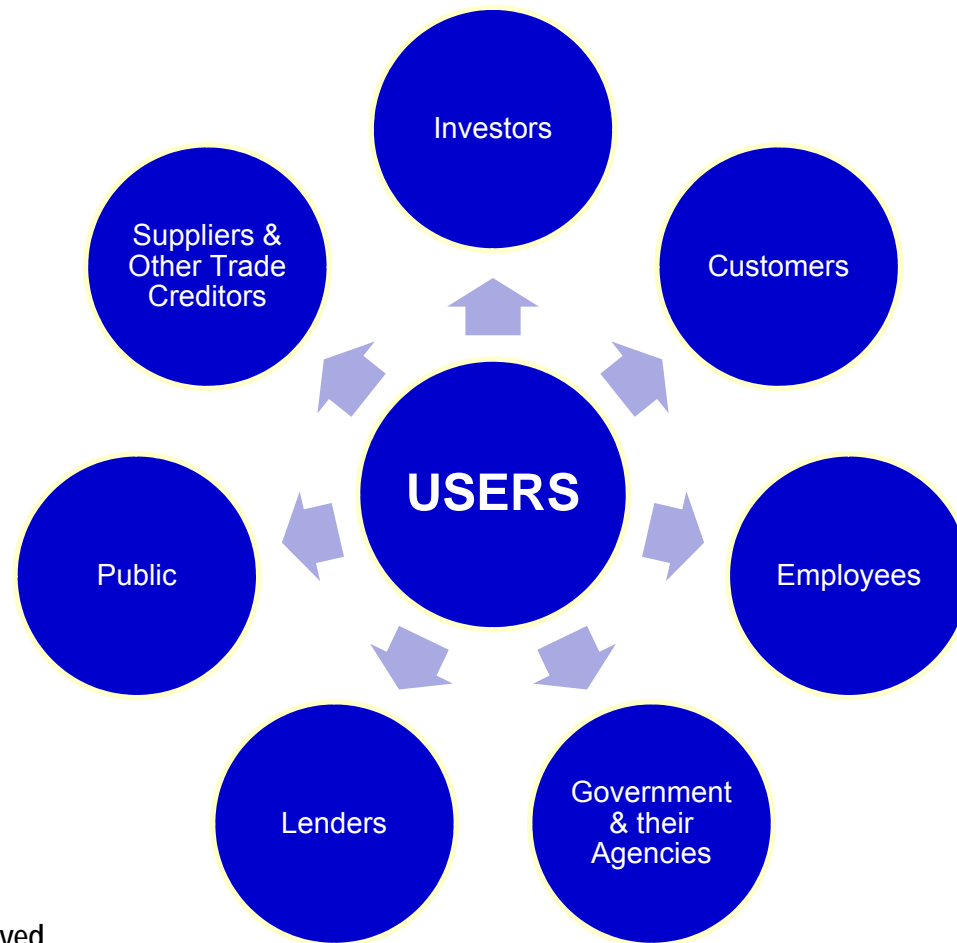 Investors
Suppliers &
Other Trade
Creditors
Customers
USERS
Public
Employees
Lenders
Government
& their
Agencies